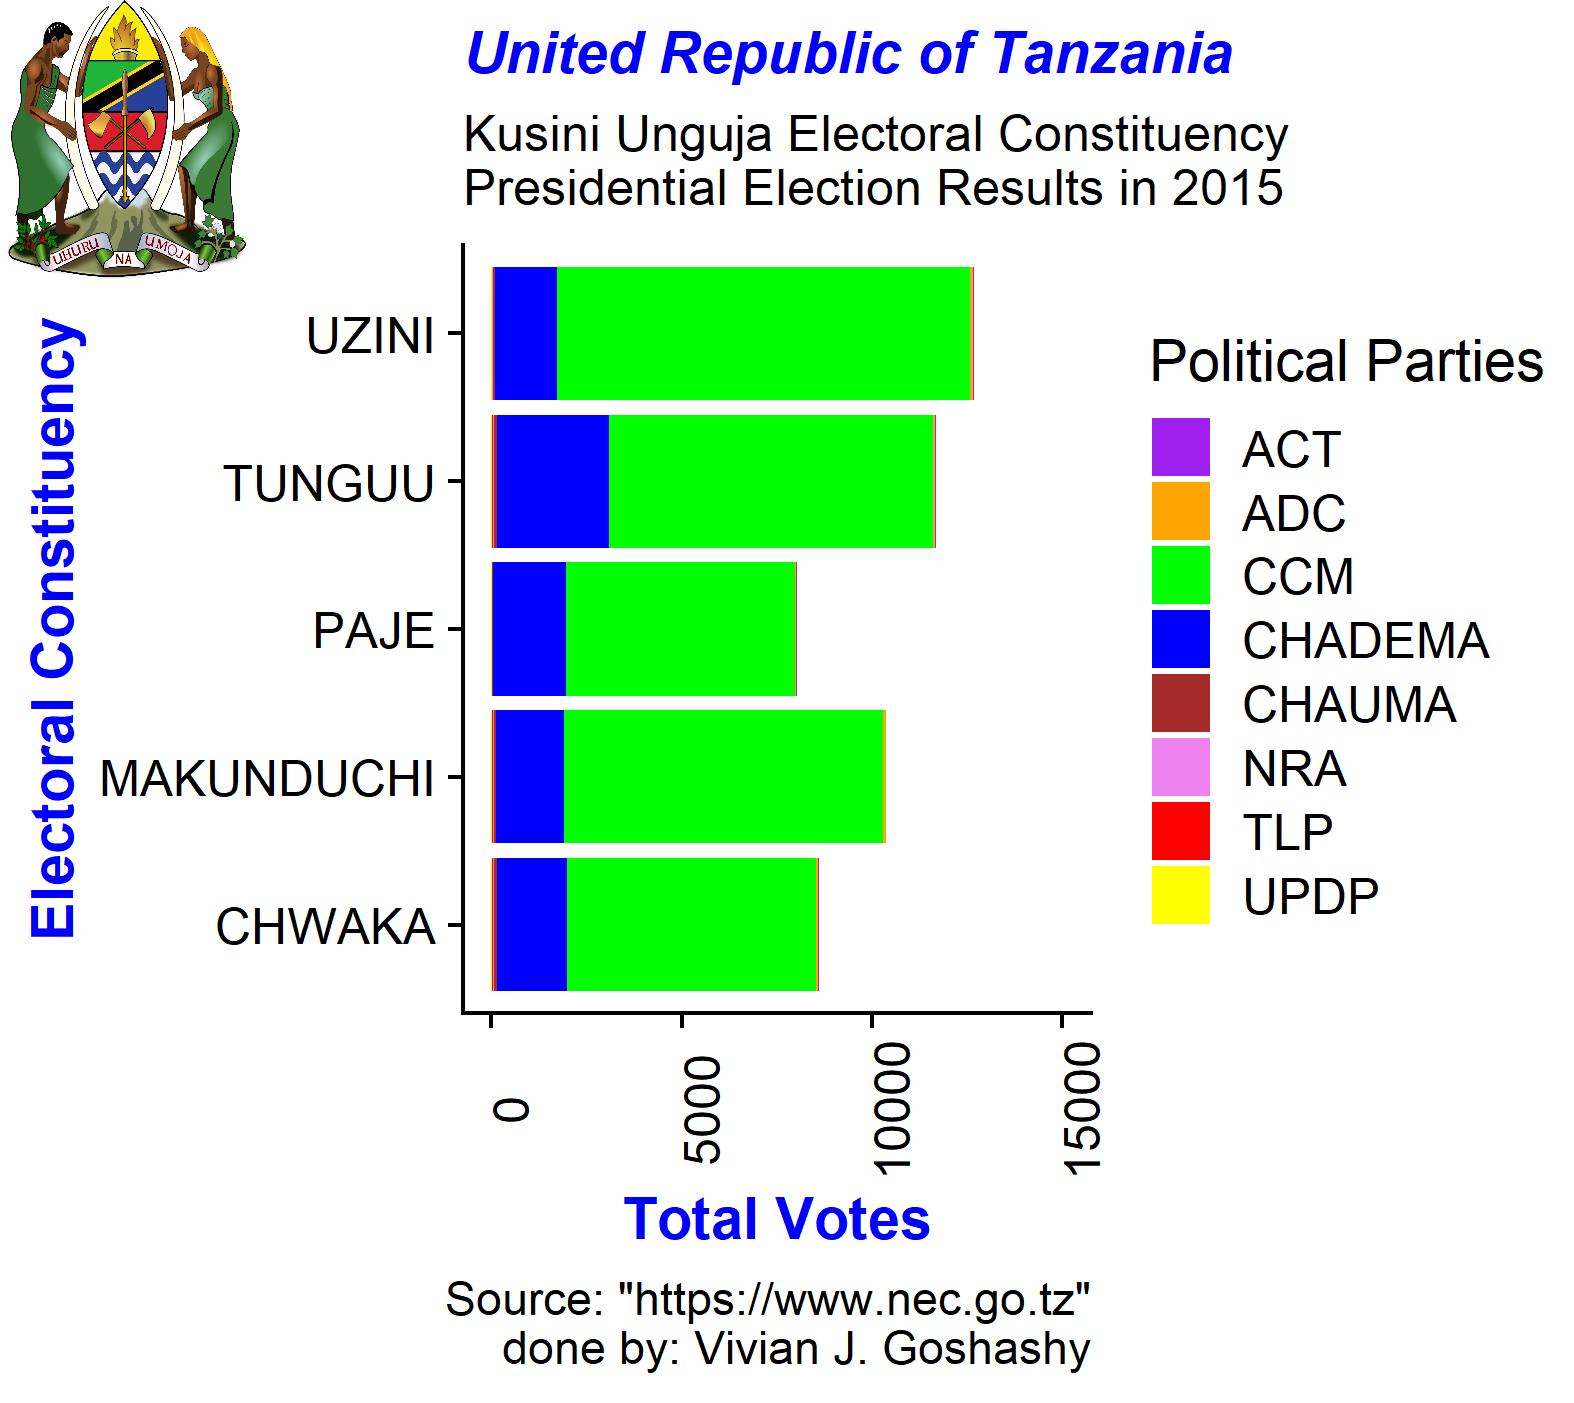 United Republic of Tanzania
Kusini Unguja Electoral Constituency
Presidential Election Results in 2015
UHURU NA UMOJA
Electoral Constituency
UZINI
TUNGUU
PAJE
MAKUNDUCHI
CHWAKA
0
5000
10000
15000
Total Votes
Political Parties
ACT
ADC
CCM
CHADEMA
CHAUMA
NRA
TLP
UPDP
Source: "https://www.nec.go.tz"
done by: Vivian J. Goshashy